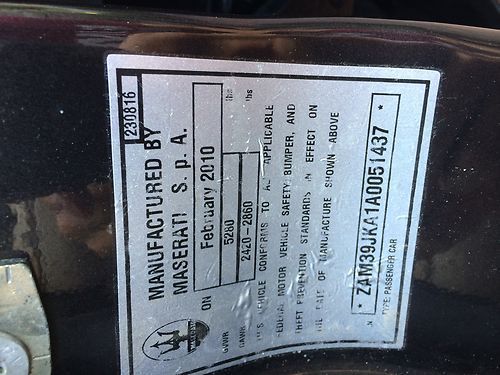 230816
MANUFACTURED BY
MASERATI S.p.A.
ON February 2010
GVWR 5280 lbs
GAWR 2420-2860 lbs
VEHICLE CONFORMS TO APPLICABLE
FEDERAL MOTOR VEHICLE SAFETY, BUMPER, AND
THEFT PREVENTION STANDARDS IN EFFECT ON
THE DATE OF MANUFACTURE SHOWN ABOVE
* ZAM39JKA1A0051437 *
TYPE: PASSENGER CAR
MASERATI